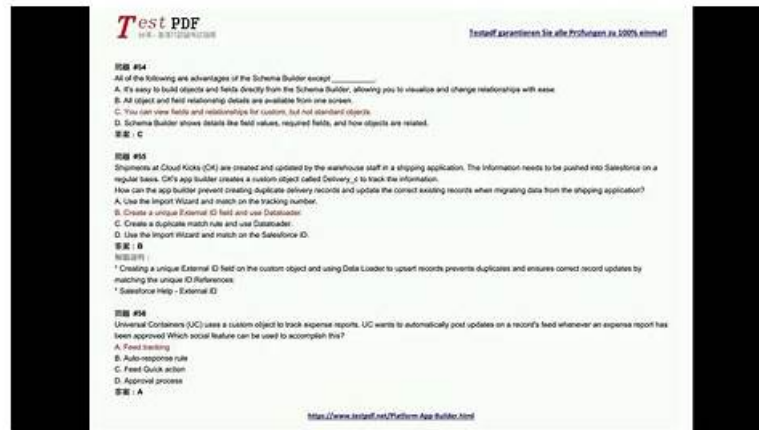 Test PDF
Testpdf garantieren Sie alle Prüfungen zu 100% einmal!
問題 #54
All of the following are advantages of the Schema Builder except __________.
A. It's easy to build objects and fields directly from the Schema Builder, allowing you to visualize and change relationships with ease.
B. All object and field relationship details are available from one screen.
C. You can view fields and relationships for custom, but not standard objects.
D. Schema Builder shows details like field values, required fields, and how objects are related.
答案：C
問題 #55
Shipments at Cloud Kicks (CK) are created and updated by the warehouse staff in a shipping application. The information needs to be pushed into Salesforce on a
regular basis. CK's app builder creates a custom object called Delivery_c to track the information.
How can the app builder prevent creating duplicate delivery records and update the correct existing records when migrating data from the shipping application?
A. Use the Import Wizard and match on the tracking number.
B. Create a unique External ID field and use Dataloader.
C. Create a duplicate match rule and use Dataloader.
D. Use the Import Wizard and match on the Salesforce ID.
答案：B
解題說明：
* Creating a unique External ID field on the custom object and using Data Loader to upsert records prevents duplicates and ensures correct record updates by
matching the unique ID.References:
* Salesforce Help - External ID
問題 #56
Universal Containers (UC) uses a custom object to track expense reports. UC wants to automatically post updates on a record's feed whenever an expense report has
been approved Which social feature can be used to accomplish this?
A. Feed tracking
B. Auto-response rule
C. Feed Quick action
D. Approval process
答案：A
https://www.testpdf.net/Platform-App-Builder.html